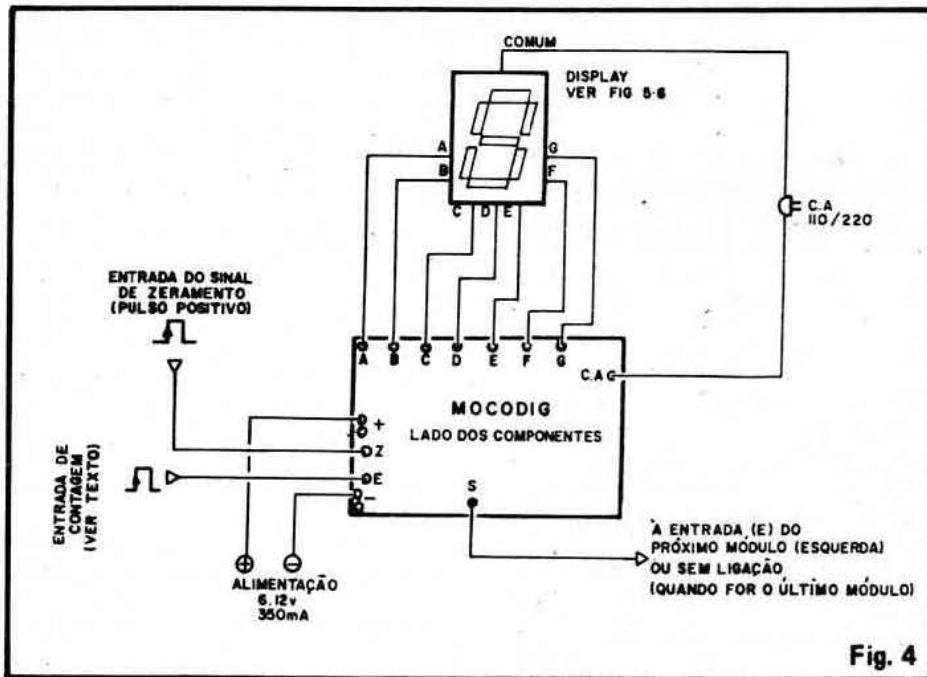 COMUM
DISPLAY
VER FIG 5-6
A
B
G
F
C D E
C.A
110/220
ENTRADA DO SINAL
DE ZERAMENTO
(PULSO POSITIVO)
A B C D E F G
C.A
MOCODIG
LADO DOS COMPONENTES
+
Z
E
-
S
ENTRADA DE
CONTAGEM
(VER TEXTO)
+ -
ALIMENTAÇÃO
6.12v
350mA
À ENTRADA (E) DO
PRÓXIMO MÓDULO (ESQUERDA)
OU SEM LIGAÇÃO
(QUANDO FOR O ÚLTIMO MÓDULO)
Fig. 4